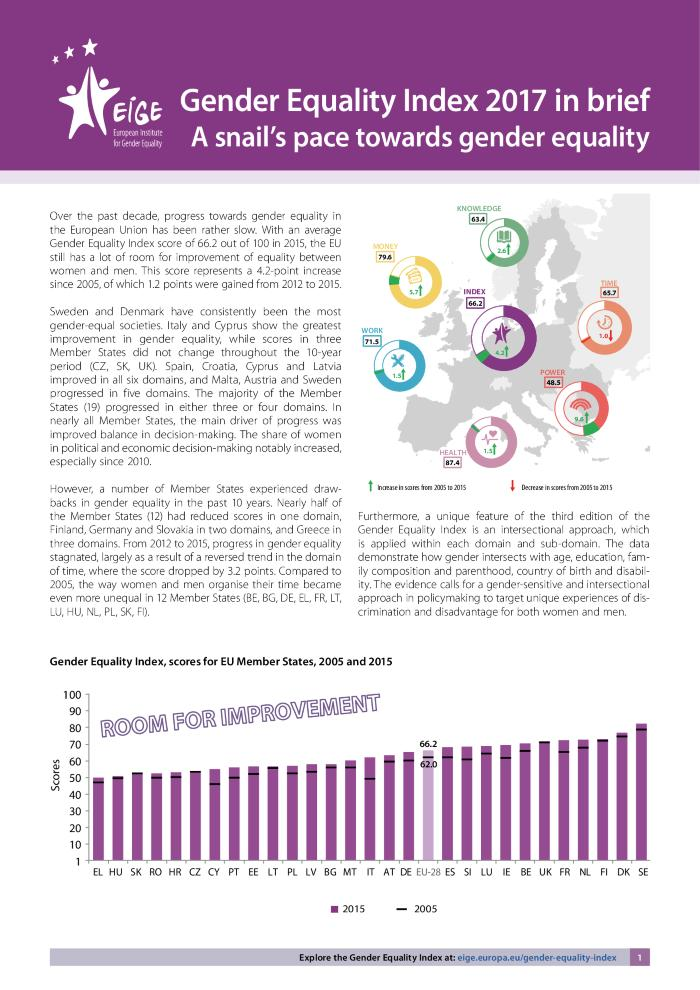 EIGE
European Institute
for Gender Equality
Gender Equality Index 2017 in brief
A snail's pace towards gender equality
Over the past decade, progress towards gender equality in
the European Union has been rather slow. With an average
Gender Equality Index score of 66.2 out of 100 in 2015, the EU
still has a lot of room for improvement of equality between
women and men. This score represents a 4.2-point increase
since 2005, of which 1.2 points were gained from 2012 to 2015.
Sweden and Denmark have consistently been the most
gender-equal societies. Italy and Cyprus show the greatest
improvement in gender equality, while scores in three
Member States did not change throughout the 10-year
period (CZ, SK, UK). Spain, Croatia, Cyprus and Latvia
improved in all six domains, and Malta, Austria and Sweden
progressed in five domains. The majority of the Member
States (19) progressed in either three or four domains. In
nearly all Member States, the main driver of progress was
improved balance in decision-making. The share of women
in political and economic decision-making notably increased,
especially since 2010.
However, a number of Member States experienced draw-
backs in gender equality in the past 10 years. Nearly half of
the Member States (12) had reduced scores in one domain,
Finland, Germany and Slovakia in two domains, and Greece in
three domains. From 2012 to 2015, progress in gender equality
stagnated, largely as a result of a reversed trend in the domain
of time, where the score dropped by 3.2 points. Compared to
2005, the way women and men organise their time became
even more unequal in 12 Member States (BE, BG, DE, EL, FR, LT,
LU, HU, NL, PL, SK, FI).
KNOWLEDGE
63.4
2.6
MONEY
79.6
5.7
INDEX
66.2
4.2
TIME
65.7
1.0
WORK
71.5
1.5
POWER
48.5
9.6
HEALTH
87.4
1.5
Increase in scores from 2005 to 2015
Decrease in scores from 2005 to 2015
Furthermore, a unique feature of the third edition of the
Gender Equality Index is an intersectional approach, which
is applied within each domain and sub-domain. The data
demonstrate how gender intersects with age, education, fam-
ily composition and parenthood, country of birth and disabil-
ity. The evidence calls for a gender-sensitive and intersectional
approach in policymaking to target unique experiences of dis-
crimination and disadvantage for both women and men.
Gender Equality Index, scores for EU Member States, 2005 and 2015
ROOM FOR IMPROVEMENT
Scores
100
90
80
70
60
50
40
30
20
10
1
66.2
62.0
EL HU SK RO HR CZ CY PT EE LT PL LV BG MT IT AT DE EU-28 ES SI LU IE BE UK FR NL FI DK SE
2015 2005
Explore the Gender Equality Index at: eige.europa.eu/gender-equality-index 1